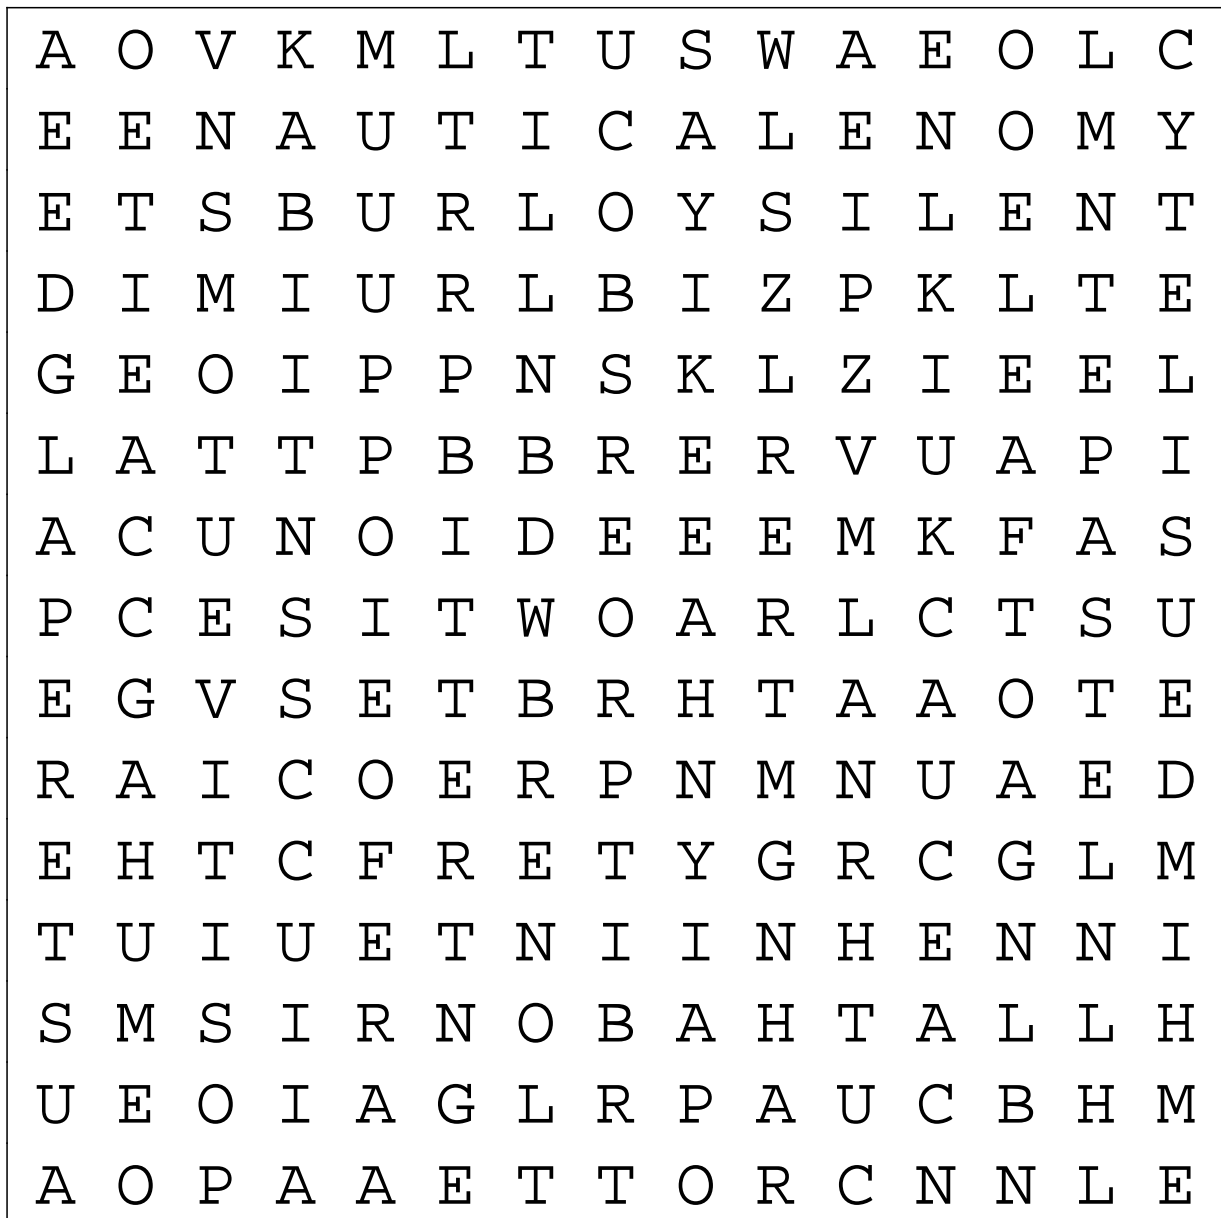 A O V K M L T U S W A E O L C
E E N A U T I C A L E N O M Y
E T S B U R L O Y S I L E N T
D I M I U R L B I Z P K L T E
G E O I P P N S K L Z I E E L
L A T T P B B R E R V U A P I
A C U N O I D E E E M K F A S
P C E S I T W O A R L C T S U
E G V S E T B R H T A A O T E
R A I C O E R P N M N U A E D
E H T C F R E T Y G R C G L M
T U I U E T N I I N H E N N I
S M S I R N O B A H T A L L H
U E O I A G L R P A U C B H M
A O P A A E T T O R C N N L E